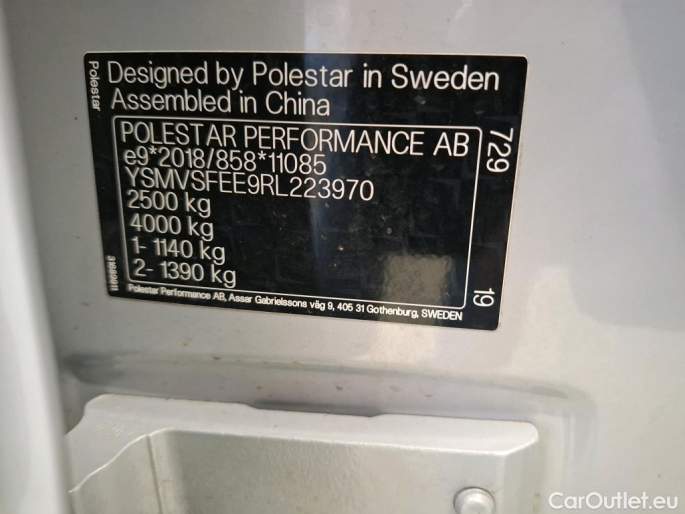 Polestar
Designed by Polestar in Sweden
Assembled in China
POLESTAR PERFORMANCE AB
e9*2018/858*11085
YSMVSFEE9RL223970
2500 kg
4000 kg
1- 1140 kg
2- 1390 kg
729
19
Polestar Performance AB, Assar Gabrielssons väg 9, 405 31 Gothenburg, SWEDEN
CarOutlet.eu